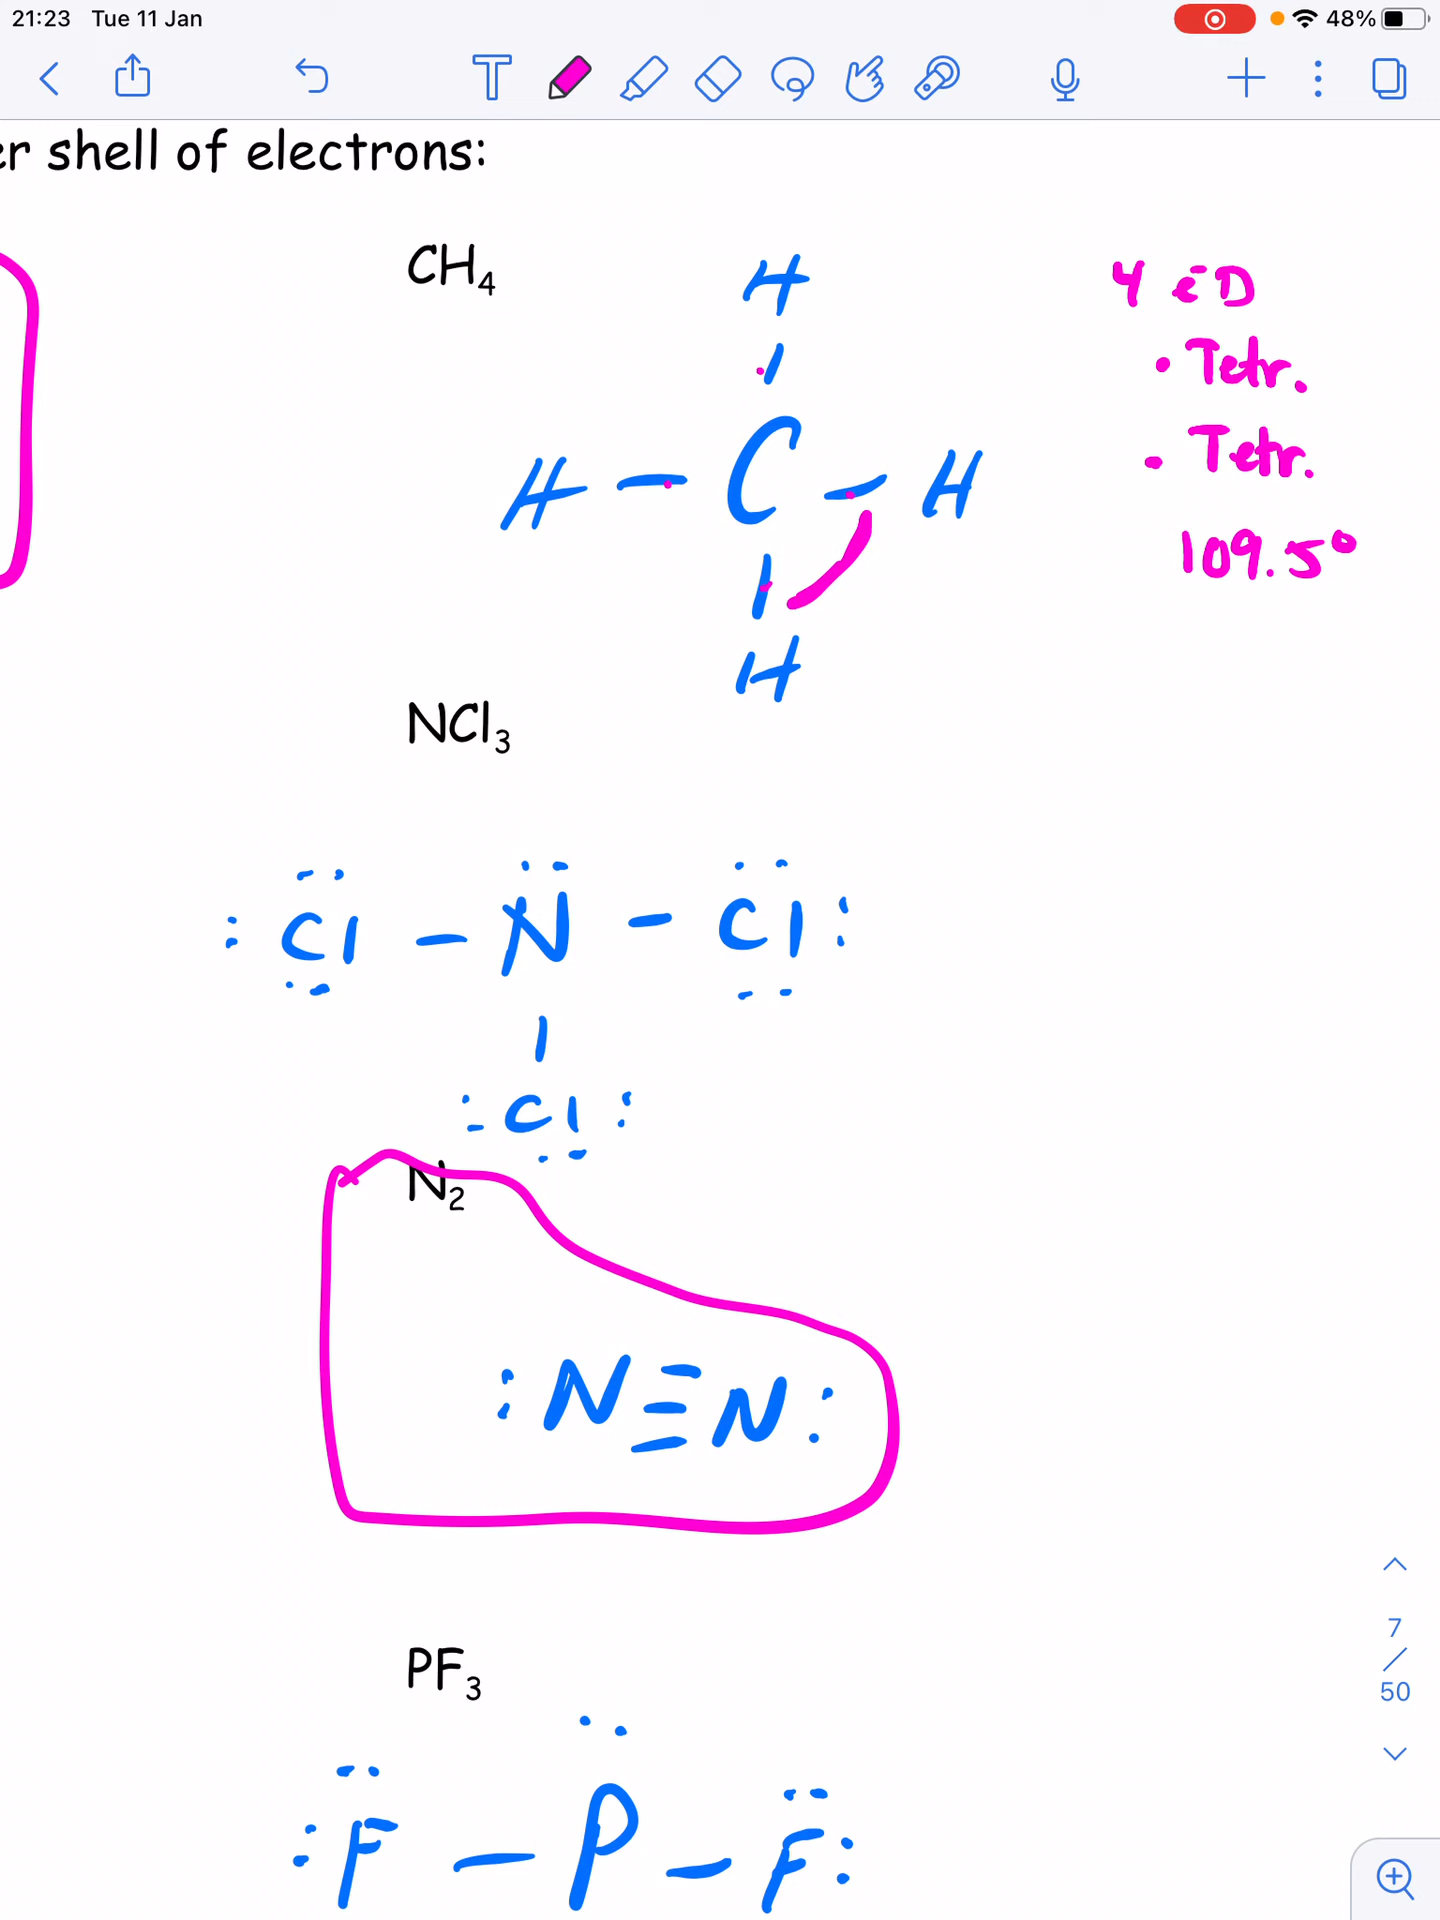 21:23 Tue 11 Jan 48%
er shell of electrons:
CH₄
H
4 ēD
• Tetr.
H – C – H
• Tetr.
109.5°
H
NCl₃
:Cl – N – Cl:
:Cl:
N₂
:N≡N:
7
/
50
PF₃
:F – P – F: